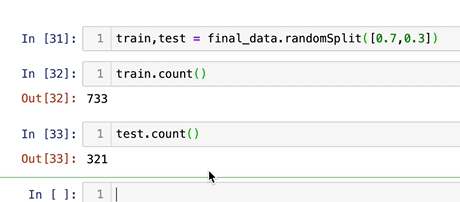 In [31]: 1 train,test = final_data.randomSplit([0.7,0.3])
In [32]: 1 train.count()
Out[32]: 733
In [33]: 1 test.count()
Out[33]: 321
In [ ]: 1